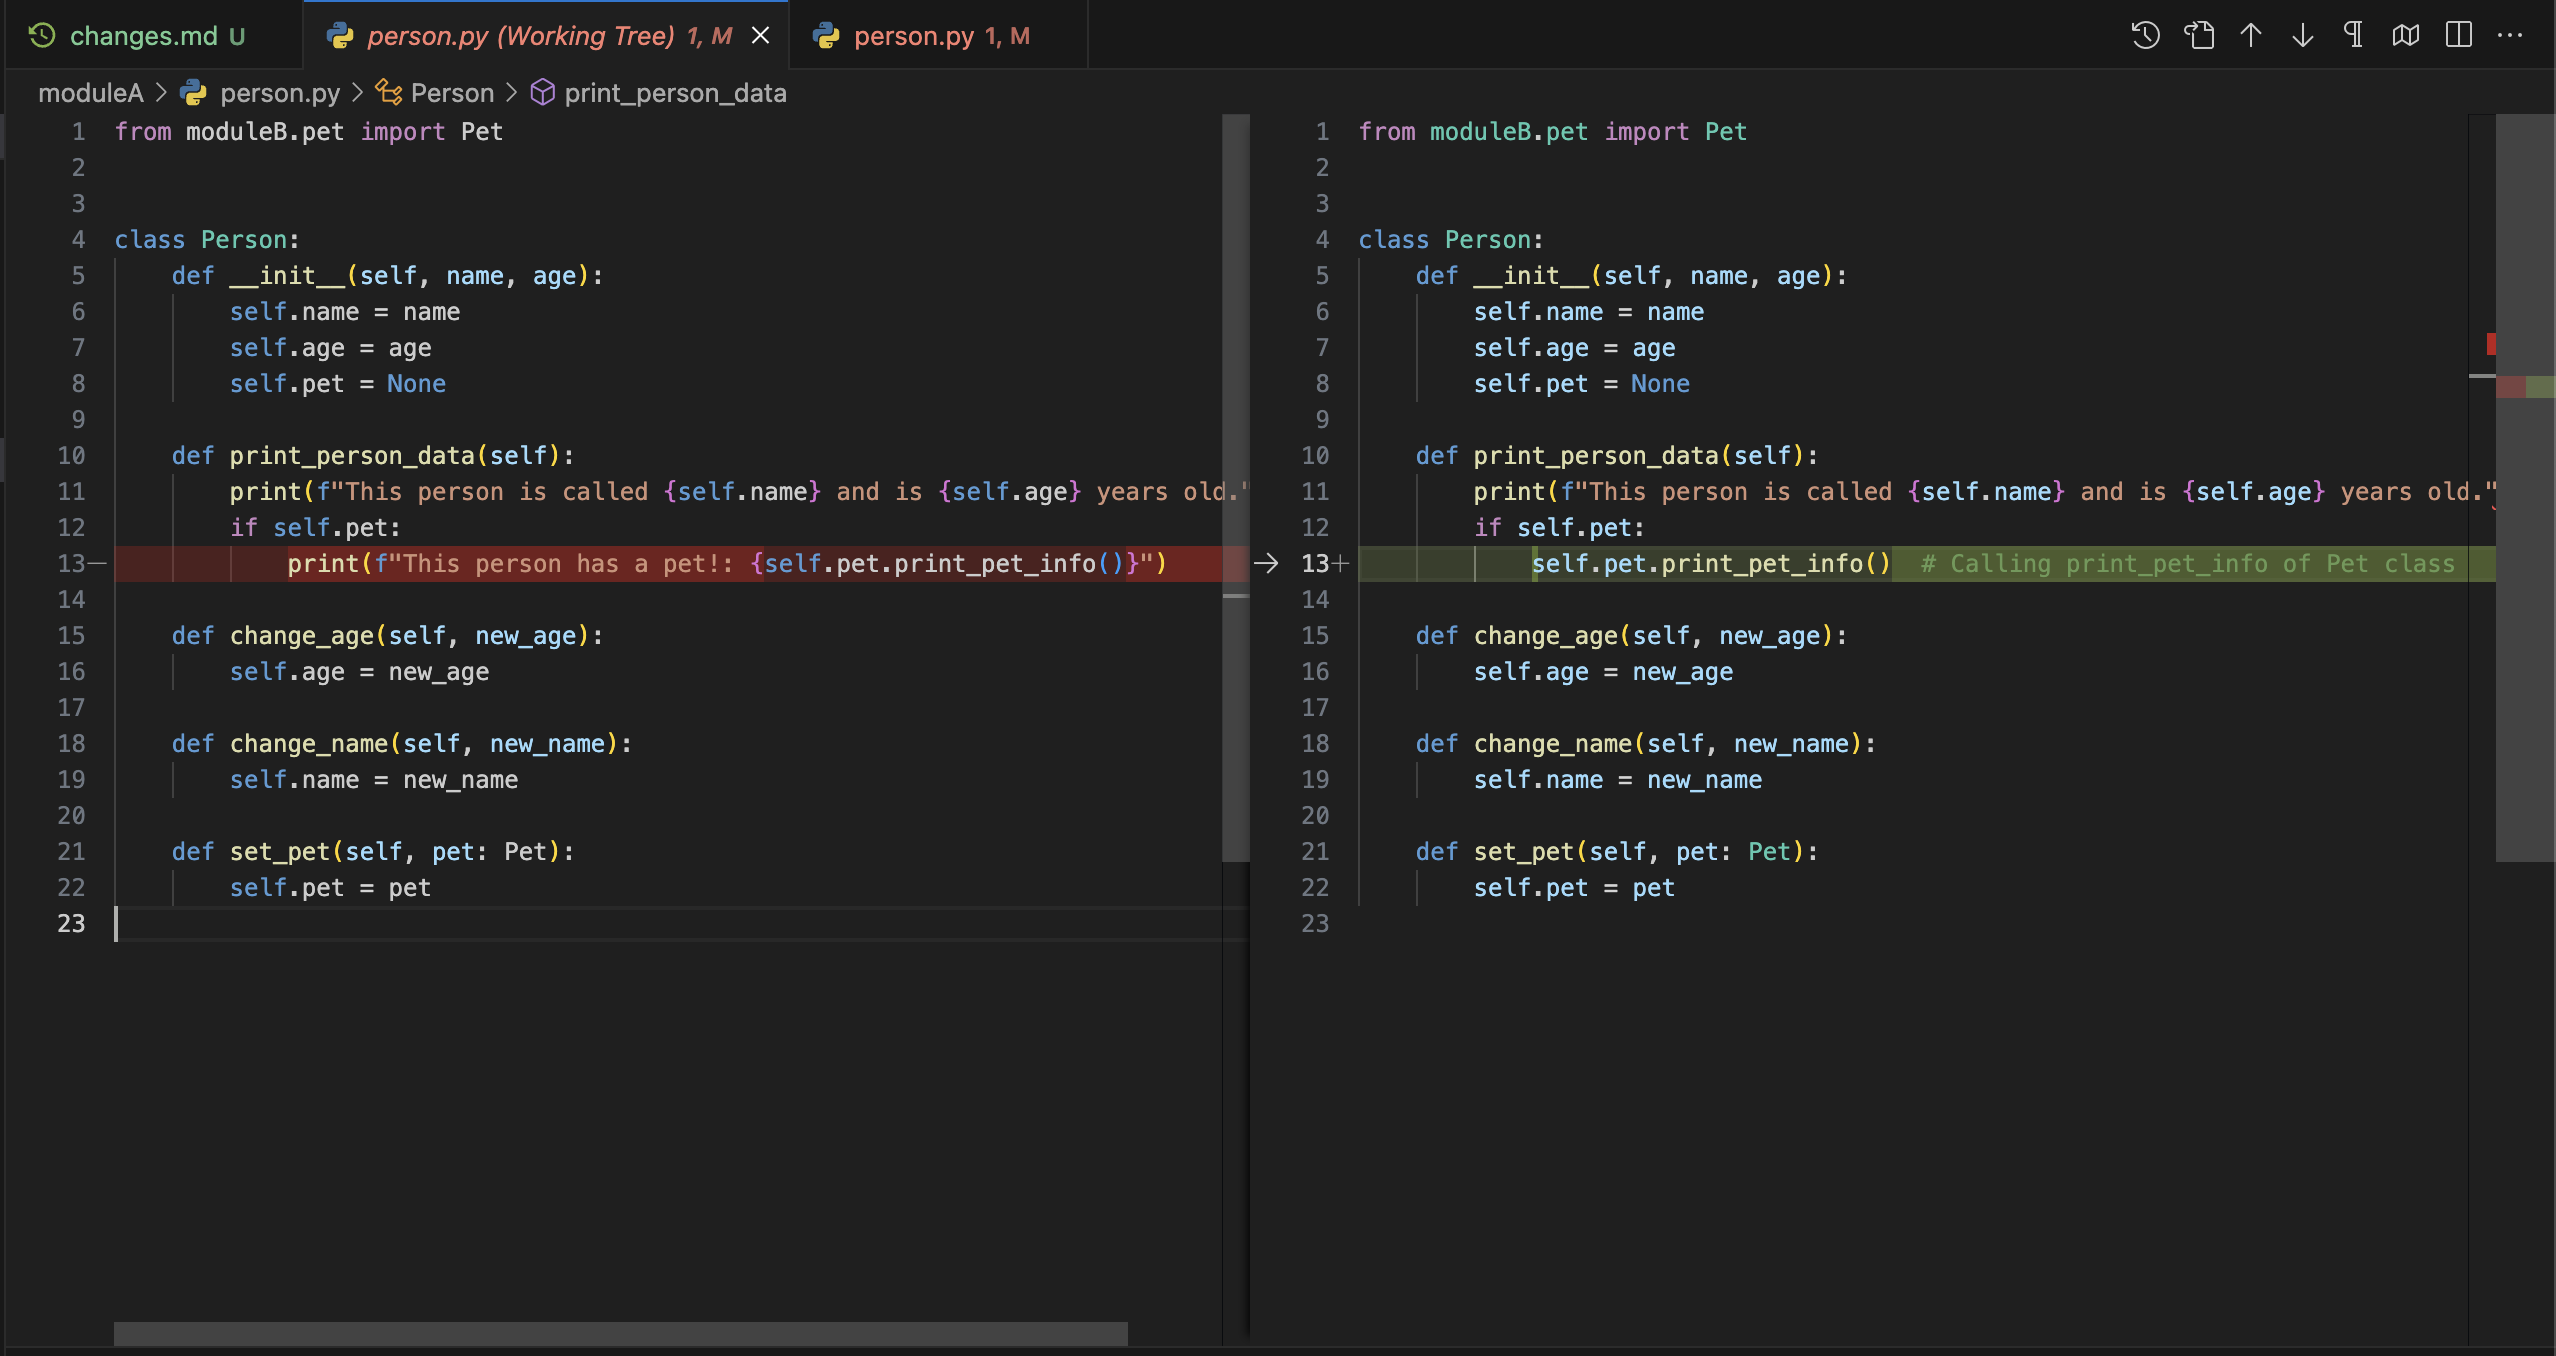 changes.md U
person.py (Working Tree) 1, M
person.py 1, M
moduleA > person.py > Person > print_person_data
1 from moduleB.pet import Pet
2
3
4 class Person:
5     def __init__(self, name, age):
6         self.name = name
7         self.age = age
8         self.pet = None
9
10     def print_person_data(self):
11         print(f"This person is called {self.name} and is {self.age} years old."
12         if self.pet:
13—             print(f"This person has a pet!: {self.pet.print_pet_info()}")
14
15     def change_age(self, new_age):
16         self.age = new_age
17
18     def change_name(self, new_name):
19         self.name = new_name
20
21     def set_pet(self, pet: Pet):
22         self.pet = pet
23
1 from moduleB.pet import Pet
2
3
4 class Person:
5     def __init__(self, name, age):
6         self.name = name
7         self.age = age
8         self.pet = None
9
10     def print_person_data(self):
11         print(f"This person is called {self.name} and is {self.age} years old."
12         if self.pet:
13+             self.pet.print_pet_info()  # Calling print_pet_info of Pet class
14
15     def change_age(self, new_age):
16         self.age = new_age
17
18     def change_name(self, new_name):
19         self.name = new_name
20
21     def set_pet(self, pet: Pet):
22         self.pet = pet
23